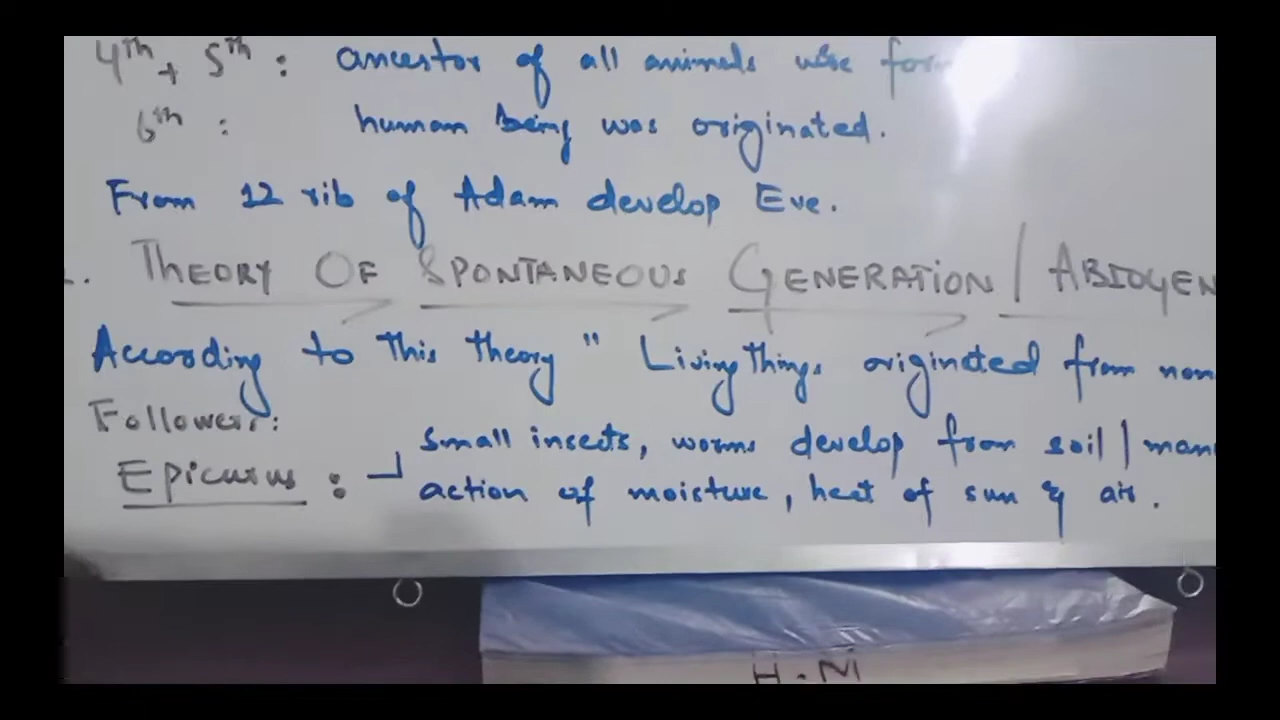 4th + 5th : ancestor of all animals were for
6th : human being was originated.
From 12 rib of Adam develop Eve.
. THEORY OF SPONTANEOUS GENERATION / ABIOGEN
According to this theory " Living things originated from non
Followers:
Epicurus : small insects, worms develop from soil / man
action of moisture, heat of sun & air.
H.M